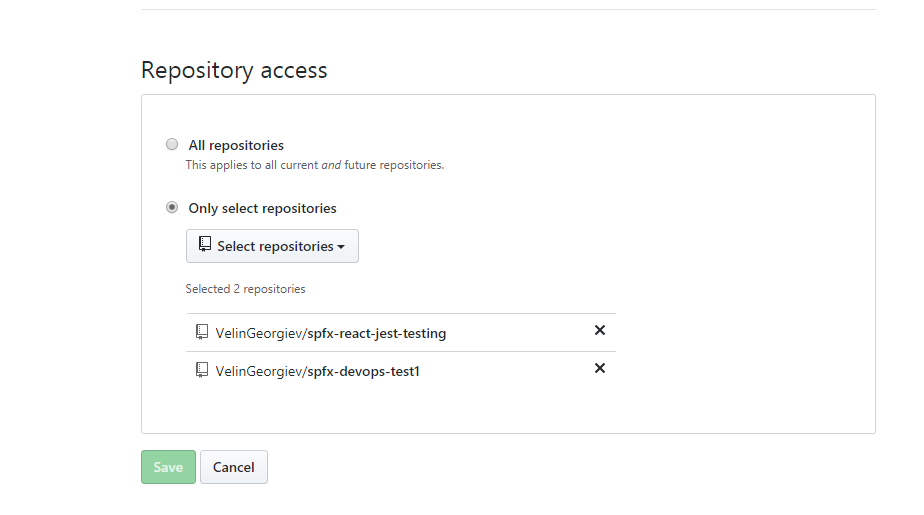 Repository access
All repositories
This applies to all current and future repositories.
Only select repositories
Select repositories
Selected 2 repositories
VelinGeorgiev/spfx-react-jest-testing
VelinGeorgiev/spfx-devops-test1
Save Cancel